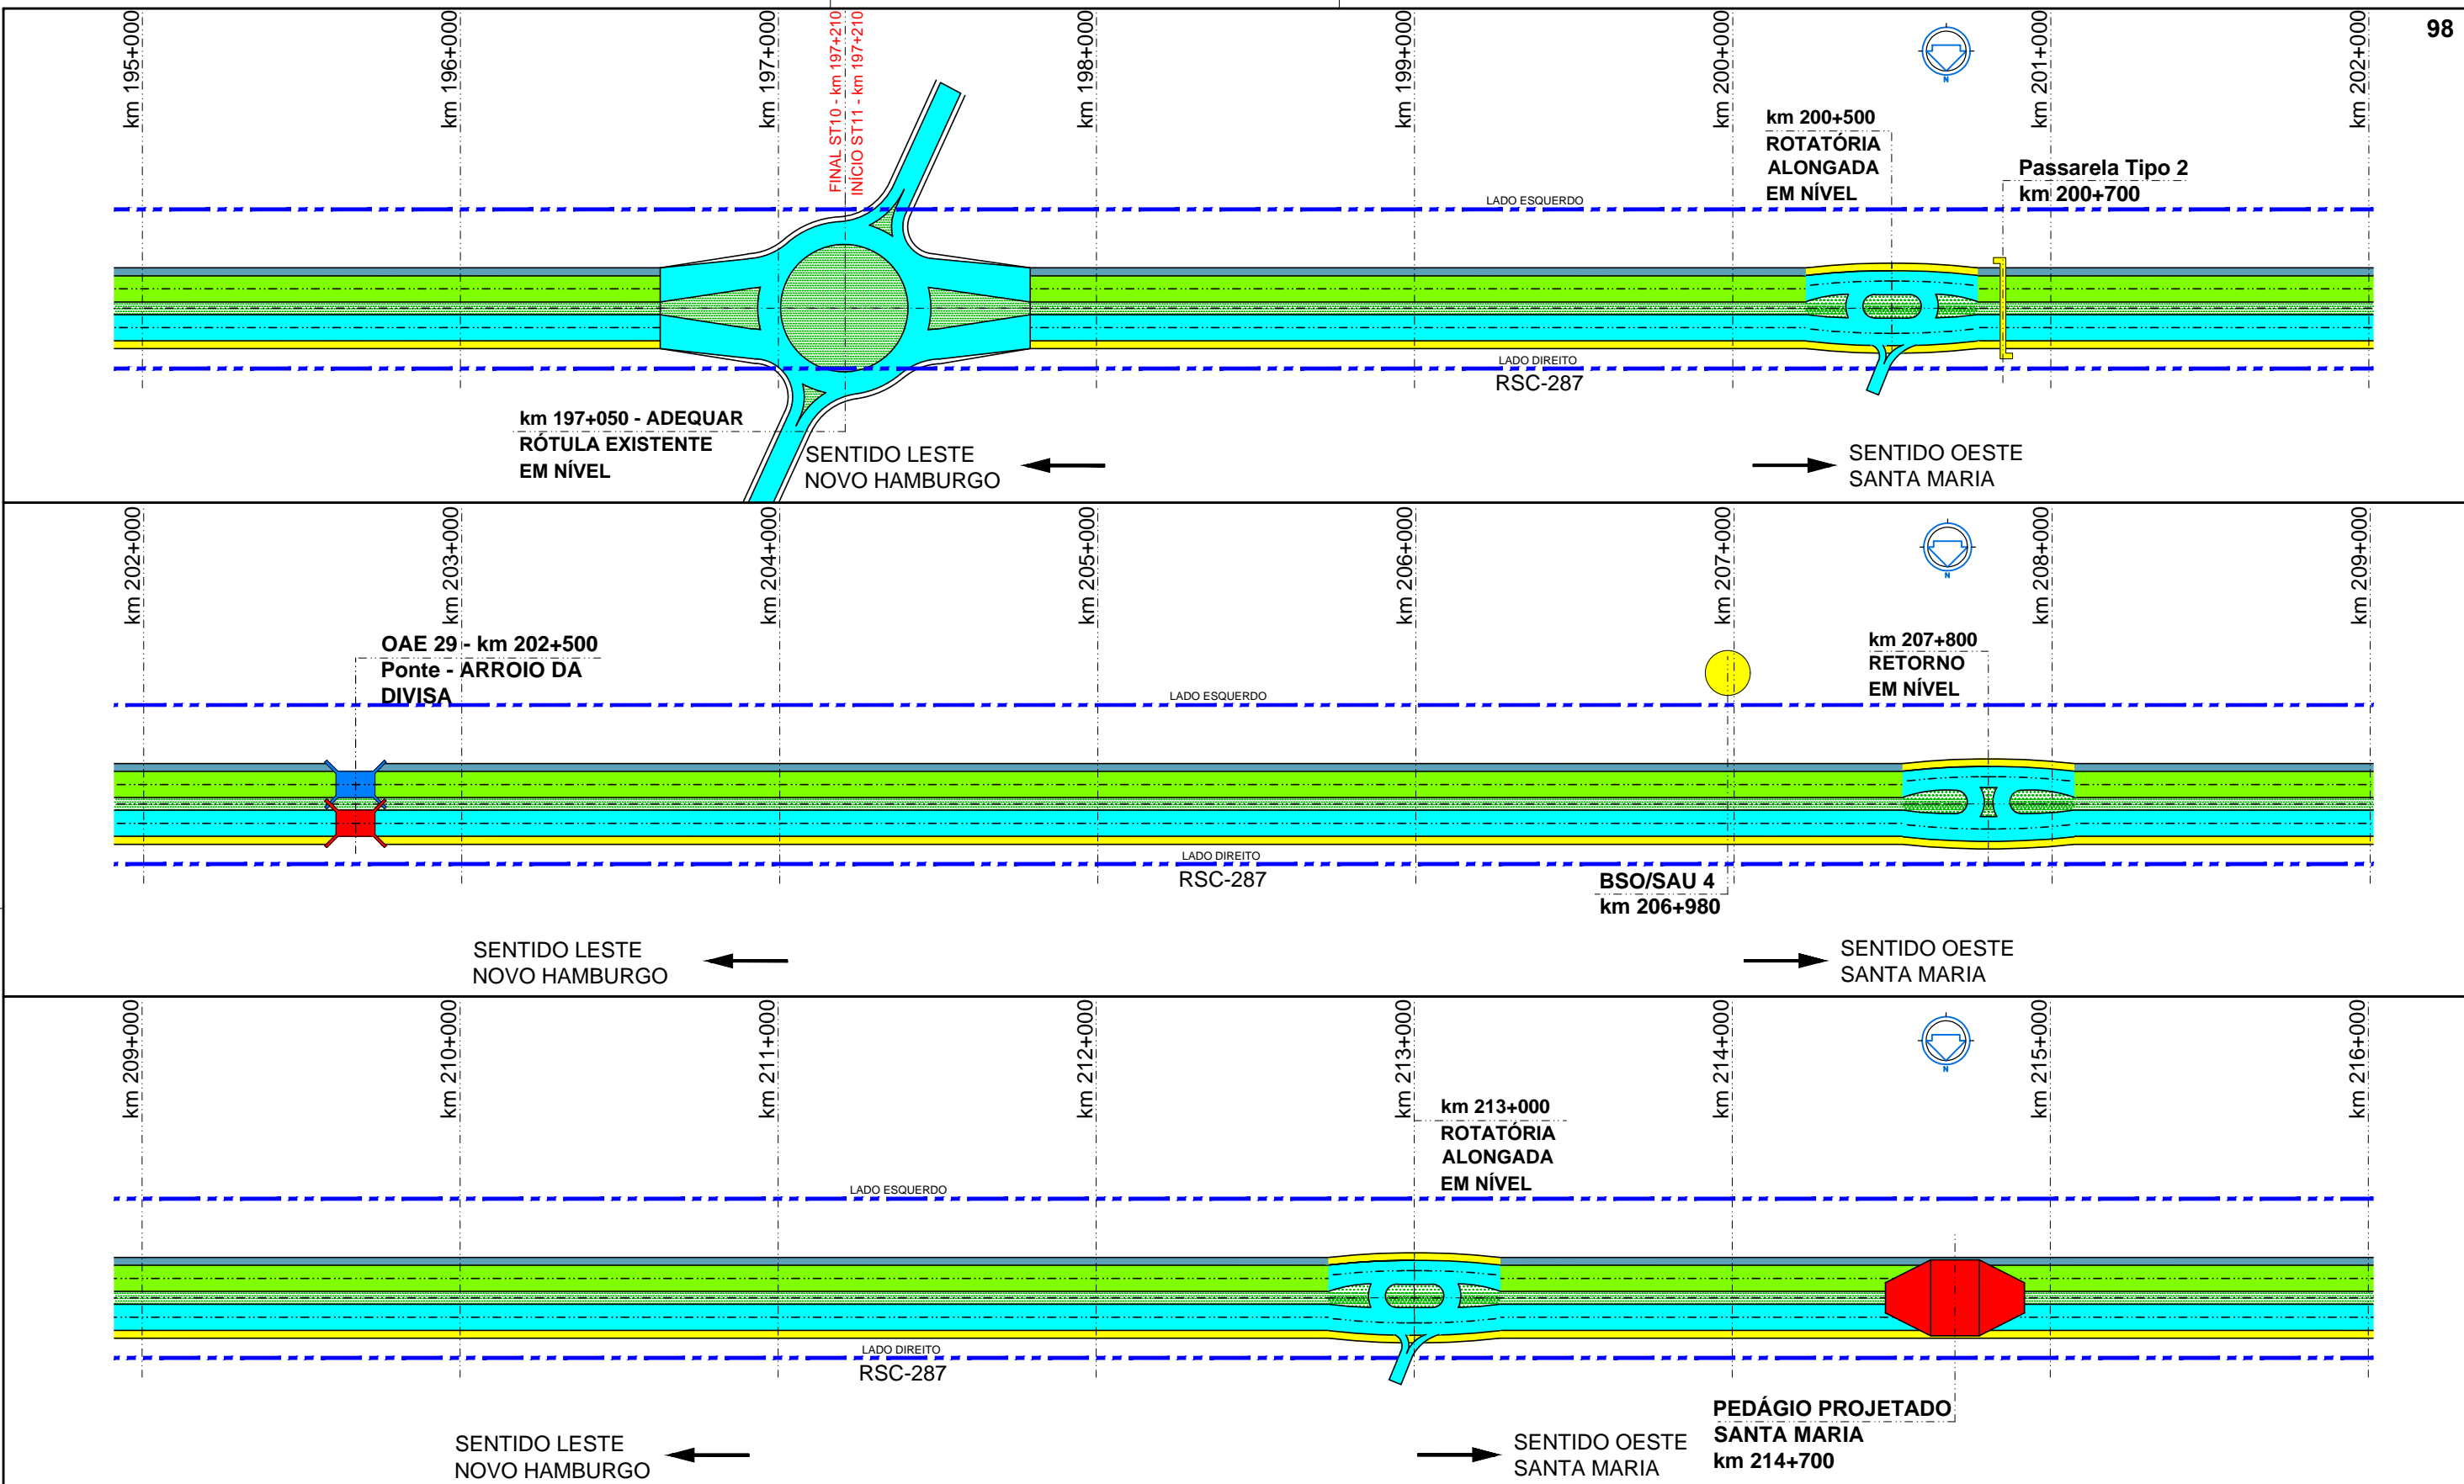 98
km 195+000
km 196+000
km 197+000
FINAL ST10 - km 197+210
INÍCIO ST11 - km 197+210
km 198+000
km 199+000
km 200+000
km 201+000
km 202+000
N
km 200+500
ROTATÓRIA
ALONGADA
EM NÍVEL
Passarela Tipo 2
km 200+700
LADO ESQUERDO
LADO DIREITO
RSC-287
km 197+050 - ADEQUAR
RÓTULA EXISTENTE
EM NÍVEL
SENTIDO LESTE
NOVO HAMBURGO
SENTIDO OESTE
SANTA MARIA
km 202+000
km 203+000
km 204+000
km 205+000
km 206+000
km 207+000
km 208+000
km 209+000
N
OAE 29 - km 202+500
Ponte - ARROIO DA
DIVISA
km 207+800
RETORNO
EM NÍVEL
LADO ESQUERDO
LADO DIREITO
RSC-287
BSO/SAU 4
km 206+980
SENTIDO LESTE
NOVO HAMBURGO
SENTIDO OESTE
SANTA MARIA
km 209+000
km 210+000
km 211+000
km 212+000
km 213+000
km 214+000
km 215+000
km 216+000
N
km 213+000
ROTATÓRIA
ALONGADA
EM NÍVEL
LADO ESQUERDO
LADO DIREITO
RSC-287
PEDÁGIO PROJETADO
SANTA MARIA
km 214+700
SENTIDO LESTE
NOVO HAMBURGO
SENTIDO OESTE
SANTA MARIA